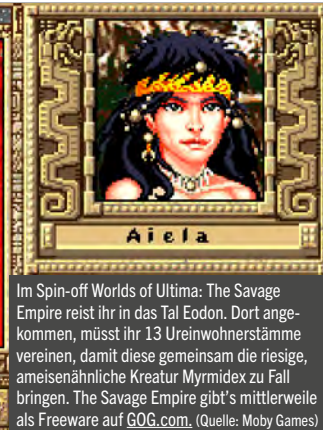 Aiela
Im Spin-off Worlds of Ultima: The Savage
Empire reist ihr in das Tal Eodon. Dort ange-
kommen, müsst ihr 13 Ureinwohnerstämme
vereinen, damit diese gemeinsam die riesige,
ameisenähnliche Kreatur Myrmidex zu Fall
bringen. The Savage Empire gibt's mittlerweile
als Freeware auf GOG.com. (Quelle: Moby Games)